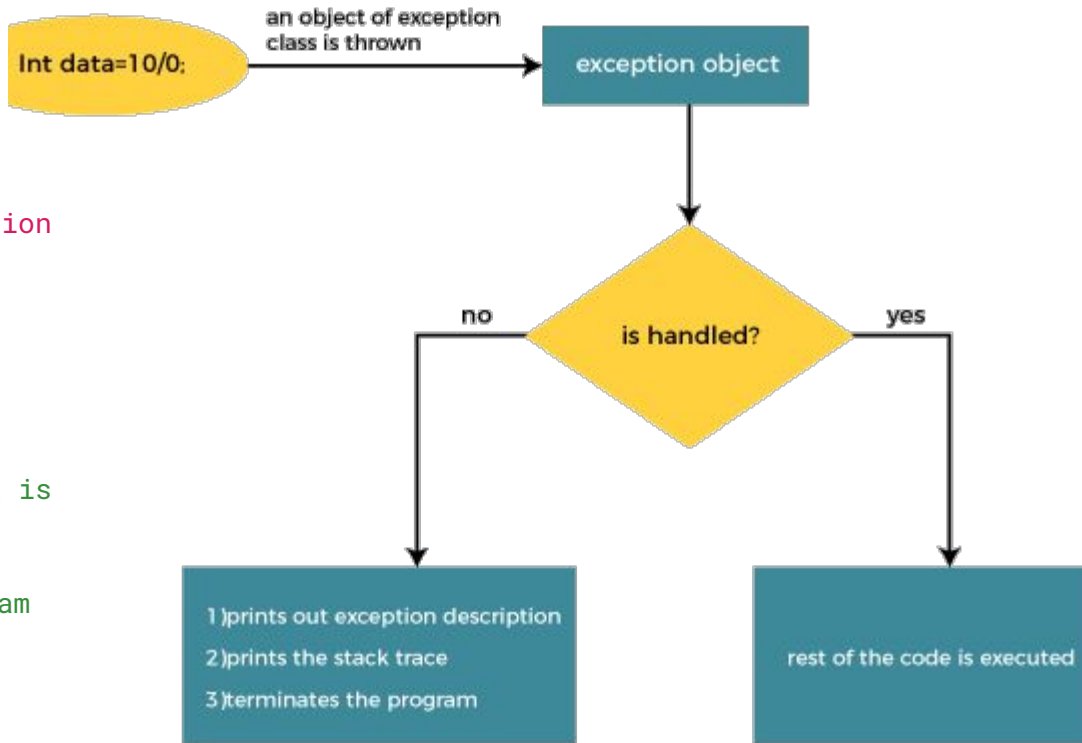 an object of exception
class is thrown
Int data=10/0;
exception object
ion
is handled?
no
yes
is
am
1)prints out exception description
2)prints the stack trace
3)terminates the program
rest of the code is executed